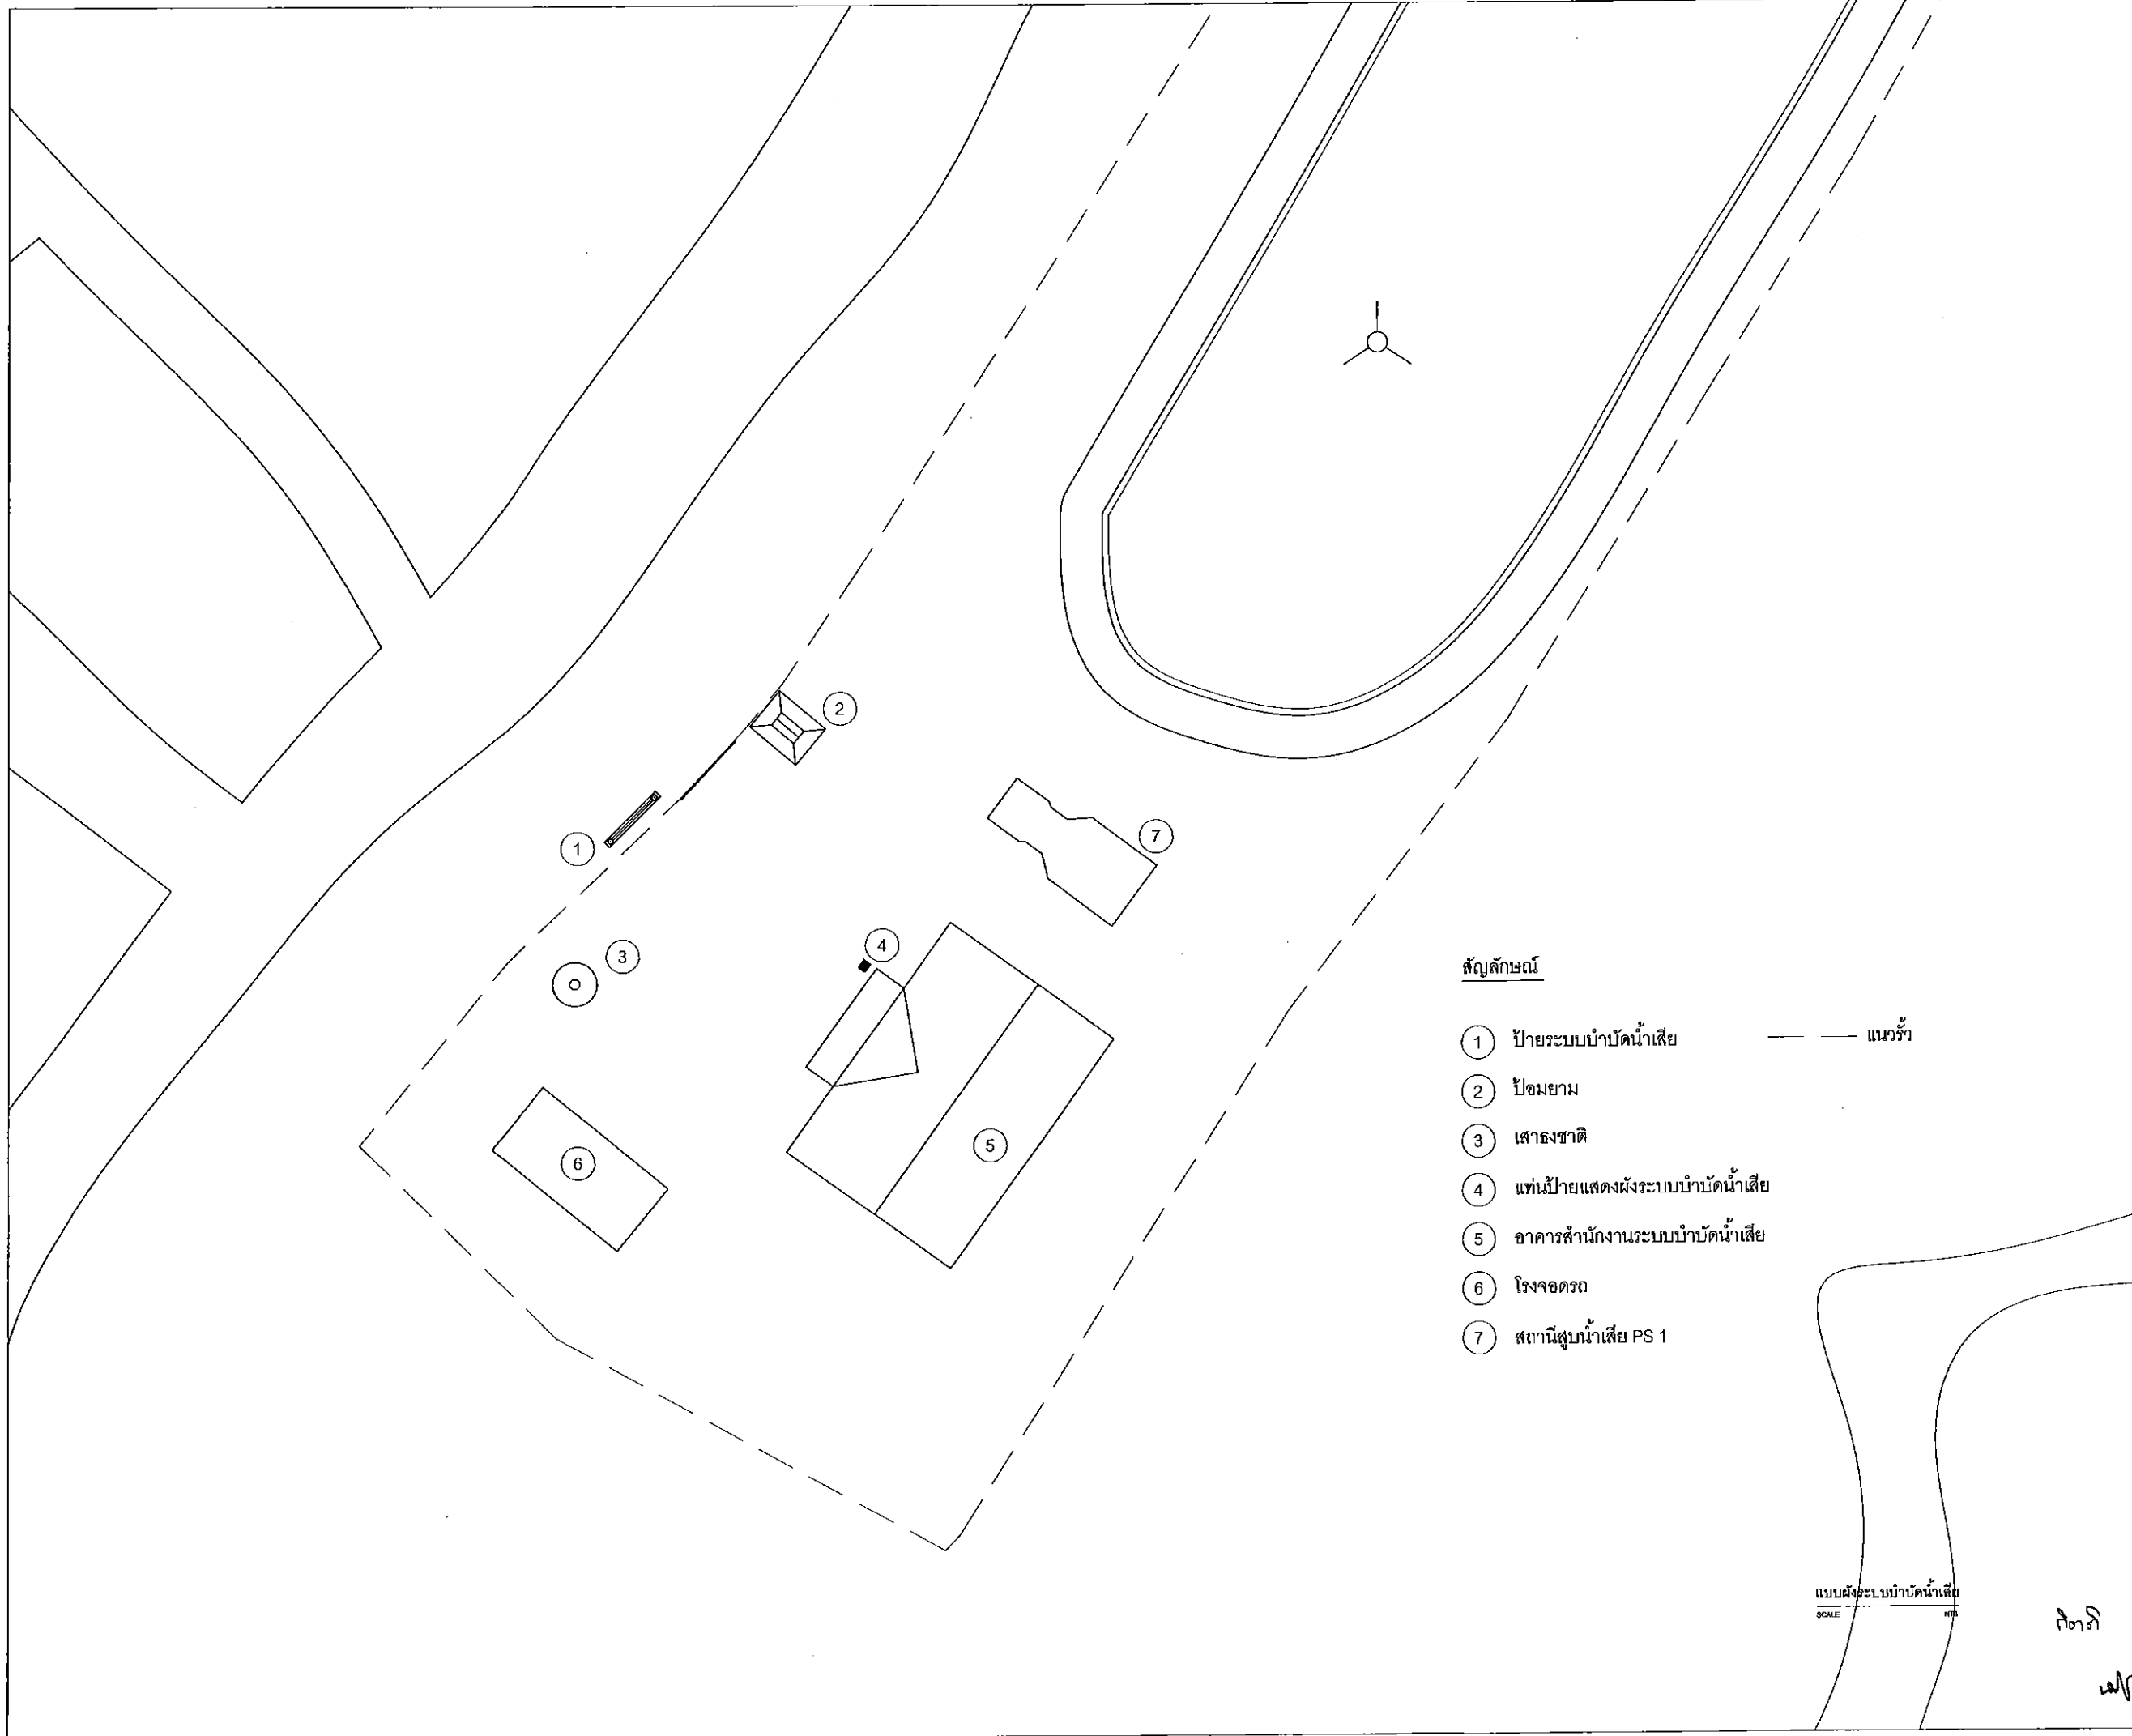 2
1
7
4
3
5
6
สัญลักษณ์
1 ป้ายระบบบำบัดน้ำเสีย แนวรั้ว
2 ป้อมยาม
3 เสาธงชาติ
4 แท่นป้ายแสดงผังระบบบำบัดน้ำเสีย
5 อาคารสำนักงานระบบบำบัดน้ำเสีย
6 โรงจอดรถ
7 สถานีสูบน้ำเสีย PS 1
แบบผังระบบบำบัดน้ำเสีย
SCALE NTS